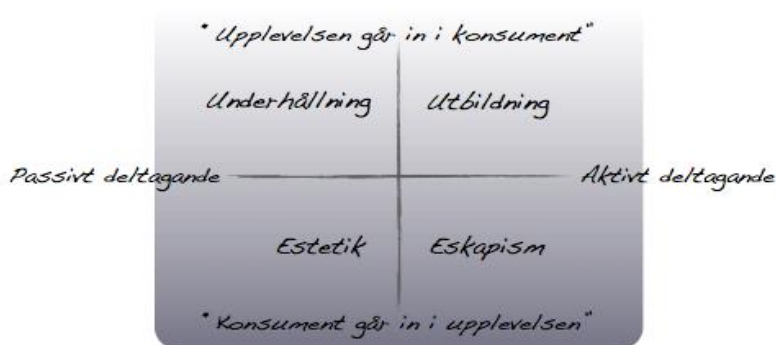 "Upplevelsen går in i konsument"
Underhållning Utbildning
Passivt deltagande Aktivt deltagande
Estetik Eskapism
"Konsument går in i upplevelsen"